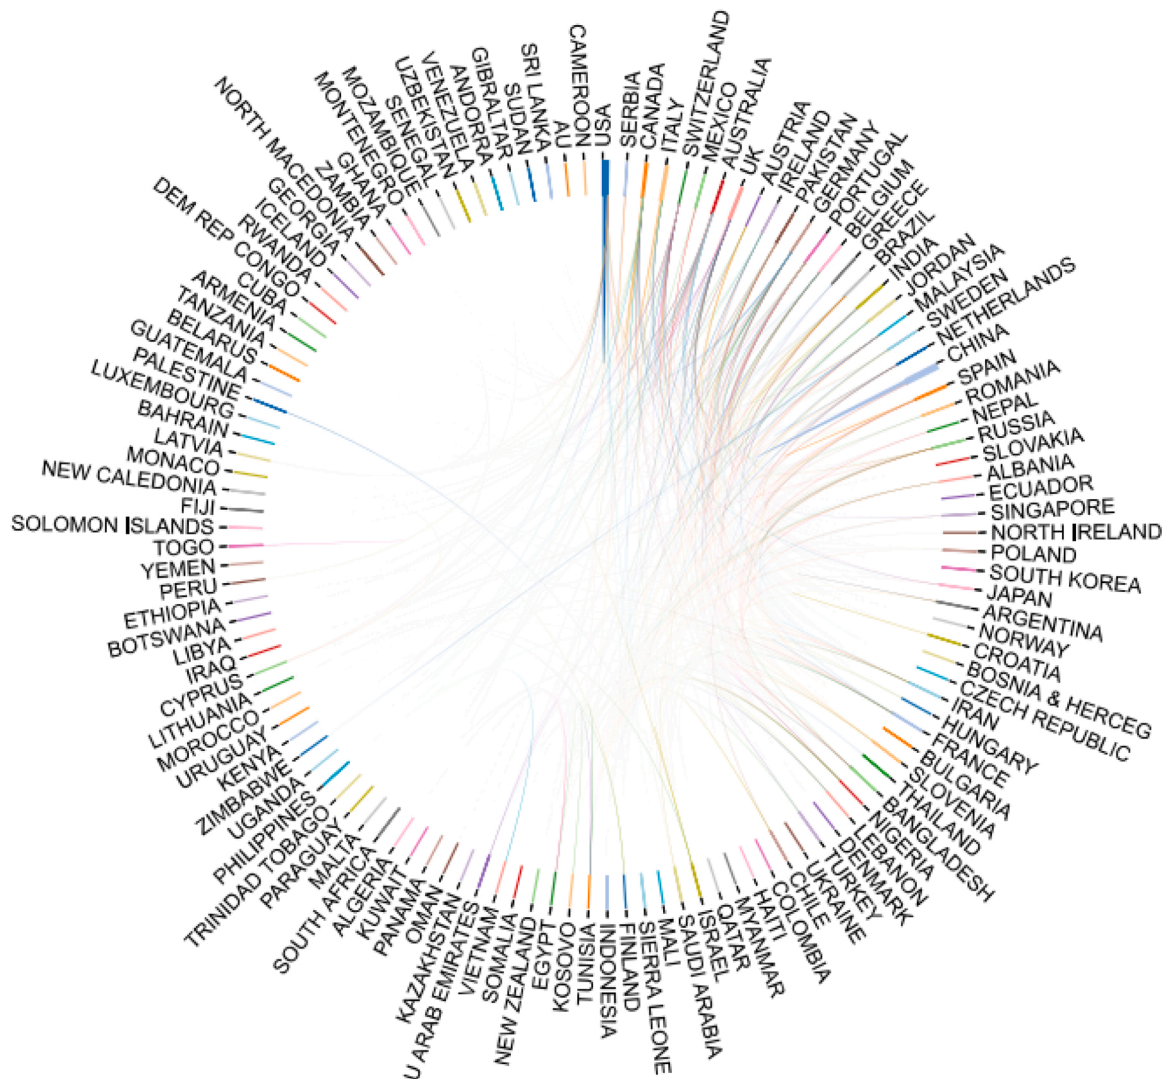 USA
SERBIA
CANADA
ITALY
SWITZERLAND
MEXICO
AUSTRALIA
UK
AUSTRIA
IRELAND
PAKISTAN
GERMANY
PORTUGAL
BELGIUM
GREECE
BRAZIL
INDIA
JORDAN
MALAYSIA
SWEDEN
NETHERLANDS
CHINA
SPAIN
ROMANIA
NEPAL
RUSSIA
SLOVAKIA
ALBANIA
ECUADOR
SINGAPORE
NORTH IRELAND
POLAND
SOUTH KOREA
JAPAN
ARGENTINA
NORWAY
CROATIA
BOSNIA & HERCEG
CZECH REPUBLIC
IRAN
HUNGARY
FRANCE
BULGARIA
SLOVENIA
THAILAND
BANGLADESH
NIGERIA
LEBANON
DENMARK
TURKEY
UKRAINE
CHILE
COLOMBIA
HAITI
MYANMAR
QATAR
ISRAEL
SAUDI ARABIA
MALI
SIERRA LEONE
FINLAND
INDONESIA
TUNISIA
KOSOVO
EGYPT
NEW ZEALAND
SOMALIA
VIETNAM
U ARAB EMIRATES
KAZAKHSTAN
OMAN
PANAMA
KUWAIT
ALGERIA
SOUTH AFRICA
MALTA
PARAGUAY
TRINIDAD TOBAGO
PHILIPPINES
UGANDA
ZIMBABWE
KENYA
URUGUAY
MOROCCO
LITHUANIA
CYPRUS
IRAQ
LIBYA
BOTSWANA
ETHIOPIA
PERU
YEMEN
TOGO
SOLOMON ISLANDS
FIJI
NEW CALEDONIA
MONACO
LATVIA
BAHRAIN
LUXEMBOURG
PALESTINE
GUATEMALA
BELARUS
TANZANIA
ARMENIA
CUBA
DEM REP CONGO
RWANDA
ICELAND
GEORGIA
NORTH MACEDONIA
ZAMBIA
GHANA
MONTENEGRO
MOZAMBIQUE
SENEGAL
UZBEKISTAN
VENEZUELA
ANDORRA
GIBRALTAR
SUDAN
SRI LANKA
AU
CAMEROON